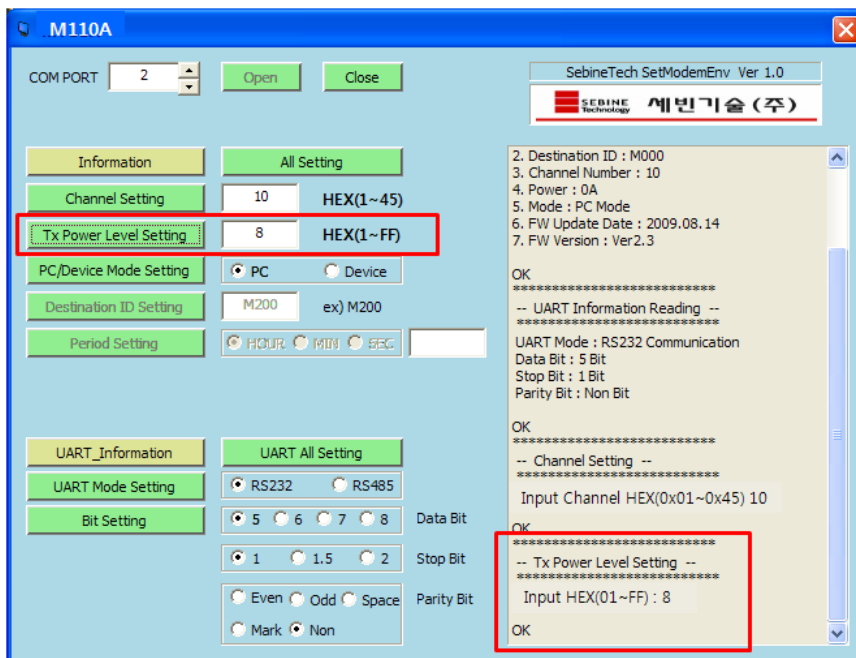 M110A
COM PORT 2 Open Close
SebineTech SetModemEnv Ver 1.0
SEBINE Technology 세빈기술(주)
Information All Setting
Channel Setting 10 HEX(1~45)
Tx Power Level Setting 8 HEX(1~FF)
PC/Device Mode Setting PC Device
Destination ID Setting M200 ex) M200
Period Setting HOUR MIN SEC
UART_Information UART All Setting
UART Mode Setting RS232 RS485
Bit Setting 5 6 7 8 Data Bit
1 1.5 2 Stop Bit
Even Odd Space Parity Bit
Mark Non
2. Destination ID : M000
3. Channel Number : 10
4. Power : 0A
5. Mode : PC Mode
6. FW Update Date : 2009.08.14
7. FW Version : Ver2.3
OK
**************************
-- UART Information Reading --
**************************
UART Mode : RS232 Communication
Data Bit : 5 Bit
Stop Bit : 1 Bit
Parity Bit : Non Bit
OK
**************************
-- Channel Setting --
**************************
Input Channel HEX(0x01~0x45) 10
OK
**************************
-- Tx Power Level Setting --
**************************
Input HEX(01~FF) : 8
OK